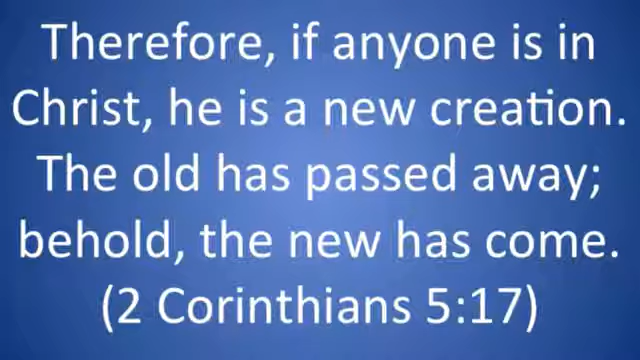 Therefore, if anyone is in
Christ, he is a new creation.
The old has passed away;
behold, the new has come.
(2 Corinthians 5:17)